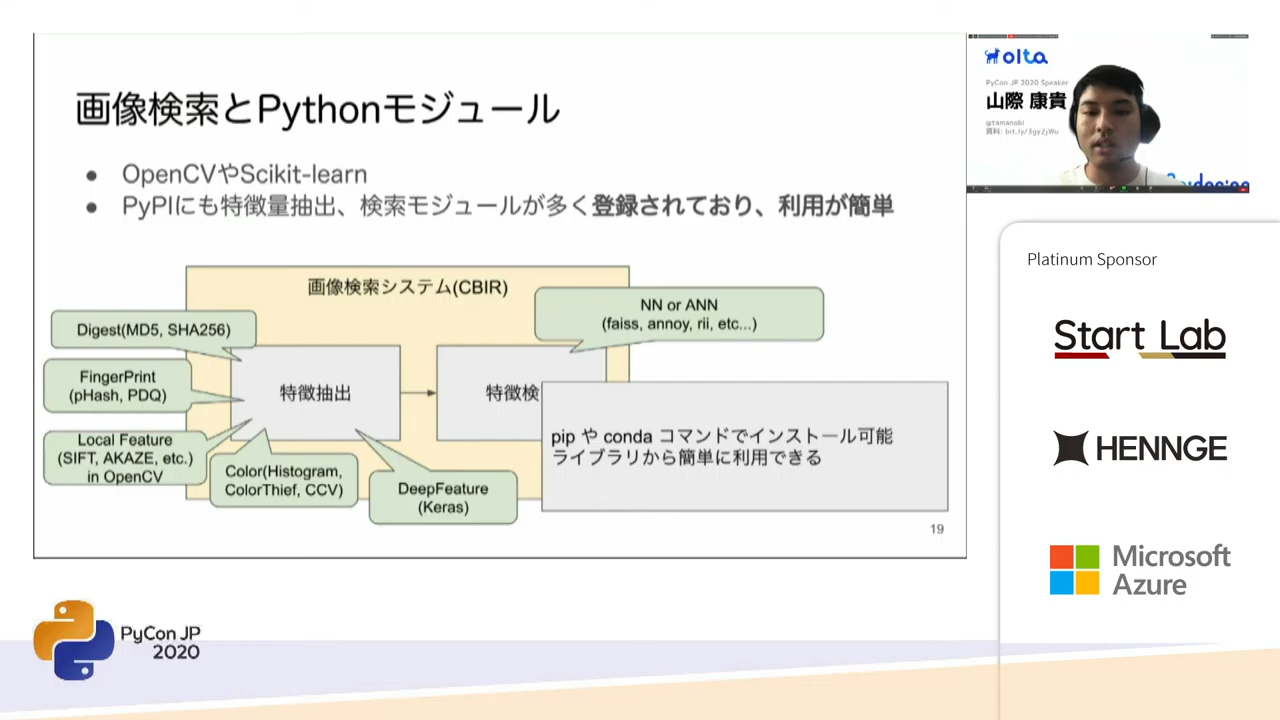 画像検索とPythonモジュール
● OpenCVやScikit-learn
● PyPIにも特徴量抽出、検索モジュールが多く登録されており、利用が簡単
画像検索システム(CBIR)
NN or ANN
(faiss, annoy, rii, etc...)
Digest(MD5, SHA256)
FingerPrint
(pHash, PDQ)
Local Feature
(SIFT, AKAZE, etc.)
in OpenCV
Color(Histogram,
ColorThief, CCV)
DeepFeature
(Keras)
特徴抽出
特徴検
pip や conda コマンドでインストール可能
ライブラリから簡単に利用できる
19
olta
PyCon JP 2020 Speaker
山際 康貴
@tamanobi
資料: bit.ly/3gy2jWu
Platinum Sponsor
Start Lab
HENNGE
Microsoft
Azure
PyCon JP
2020